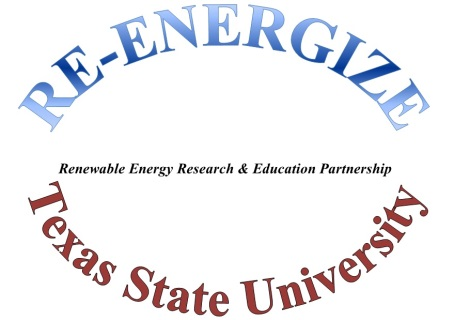 RE-ENERGIZE
Renewable Energy Research & Education Partnership
Texas State University